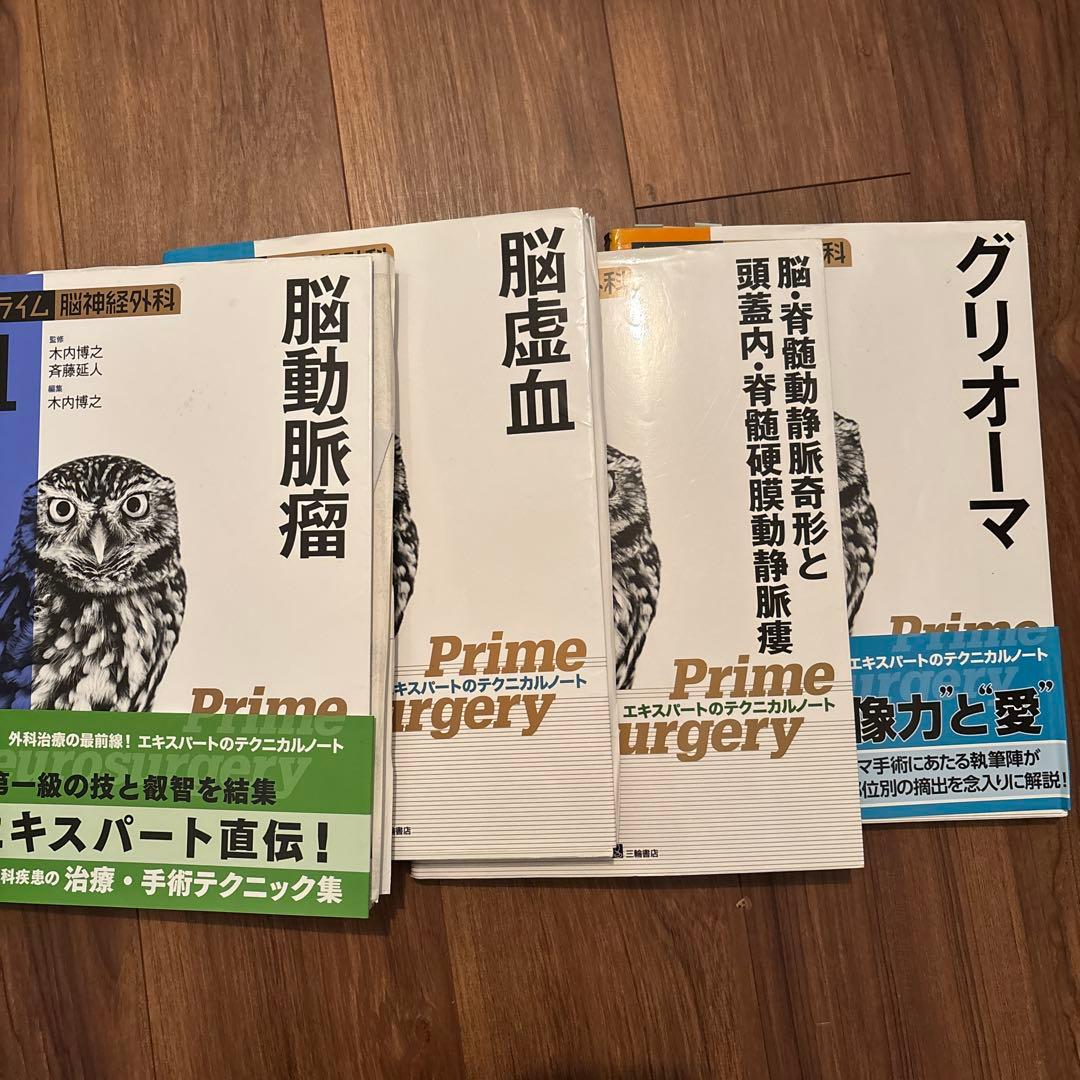 ライム 脳神経外科
1
監修
木内博之
斉藤延人
編集
木内博之
脳動脈瘤
Prime
eurosurgery
外科治療の最前線！ エキスパートのテクニカルノート
第一級の技と叡智を結集
エキスパート直伝！
科疾患の 治療・手術テクニック集
外科
脳虚血
Prime
キスパートのテクニカルノート
urgery
書店
外科
脳・脊髄動静脈奇形と
頭蓋内・脊髄硬膜動静脈瘻
Prime
エキスパートのテクニカルノート
urgery
三輪書店
科
グリオーマ
Prime
エキスパートのテクニカルノート
urgery
像力”と“愛”
マ手術にあたる執筆陣が
位別の摘出を念入りに解説！